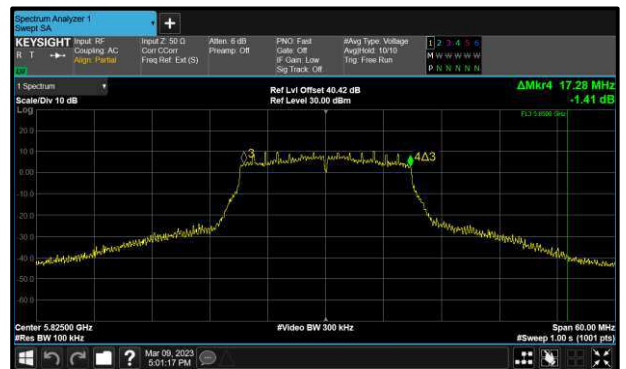 Spectrum Analyzer 1
Swept SA
+
KEYSIGHT
R T
Input: RF
Coupling: AC
Align: Partial
Input Z: 50 Ω
Corr CCorr
Freq Ref: Ext (S)
Atten: 6 dB
Preamp: Off
PNO: Fast
Gate: Off
IF Gain: Low
Sig Track: Off
#Avg Type: Voltage
Avg|Hold: 10/10
Trig: Free Run
1 2 3 4 5 6
M W W W W W
P N N N N N
1 Spectrum
Scale/Div 10 dB
Log
Ref Lvl Offset 40.42 dB
Ref Level 30.00 dBm
ΔMkr4 17.28 MHz
-1.41 dB
20.0
10.0
0.00
-10.0
-20.0
-30.0
-40.0
-50.0
-60.0
3
4Δ3
Center 5.82500 GHz
#Res BW 100 kHz
#Video BW 300 kHz
Span 60.00 MHz
#Sweep 1.00 s (1001 pts)
?
Mar 09, 2023
5:01:17 PM